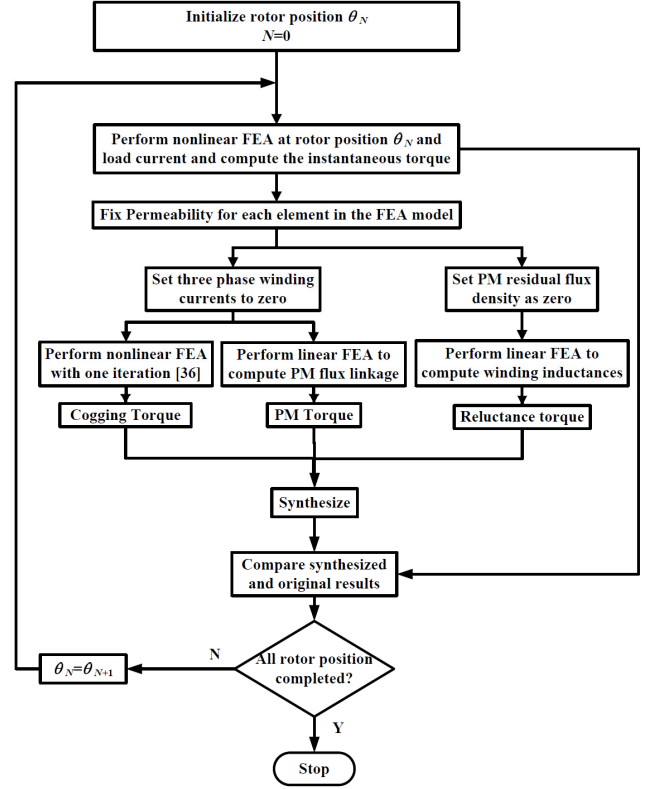 Initialize rotor position θN
N=0
Perform nonlinear FEA at rotor position θN and
load current and compute the instantaneous torque
Fix Permeability for each element in the FEA model
Set three phase winding
currents to zero
Set PM residual flux
density as zero
Perform nonlinear FEA
with one iteration [36]
Perform linear FEA to
compute PM flux linkage
Perform linear FEA to
compute winding inductances
Cogging Torque
PM Torque
Reluctance torque
Synthesize
Compare synthesized
and original results
N
All rotor position
completed?
θN=θN+1
Y
Stop